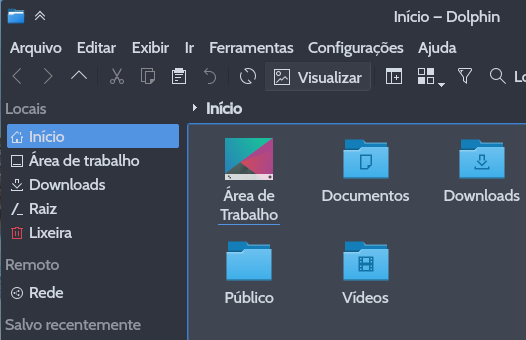 Início – Dolphin
Arquivo Editar Exibir Ir Ferramentas Configurações Ajuda
Visualizar
Locais
Início
Área de trabalho
Downloads
Raiz
Lixeira
Remoto
Rede
Salvo recentemente
Início
Área de
Trabalho
Documentos
Downloads
Público
Vídeos